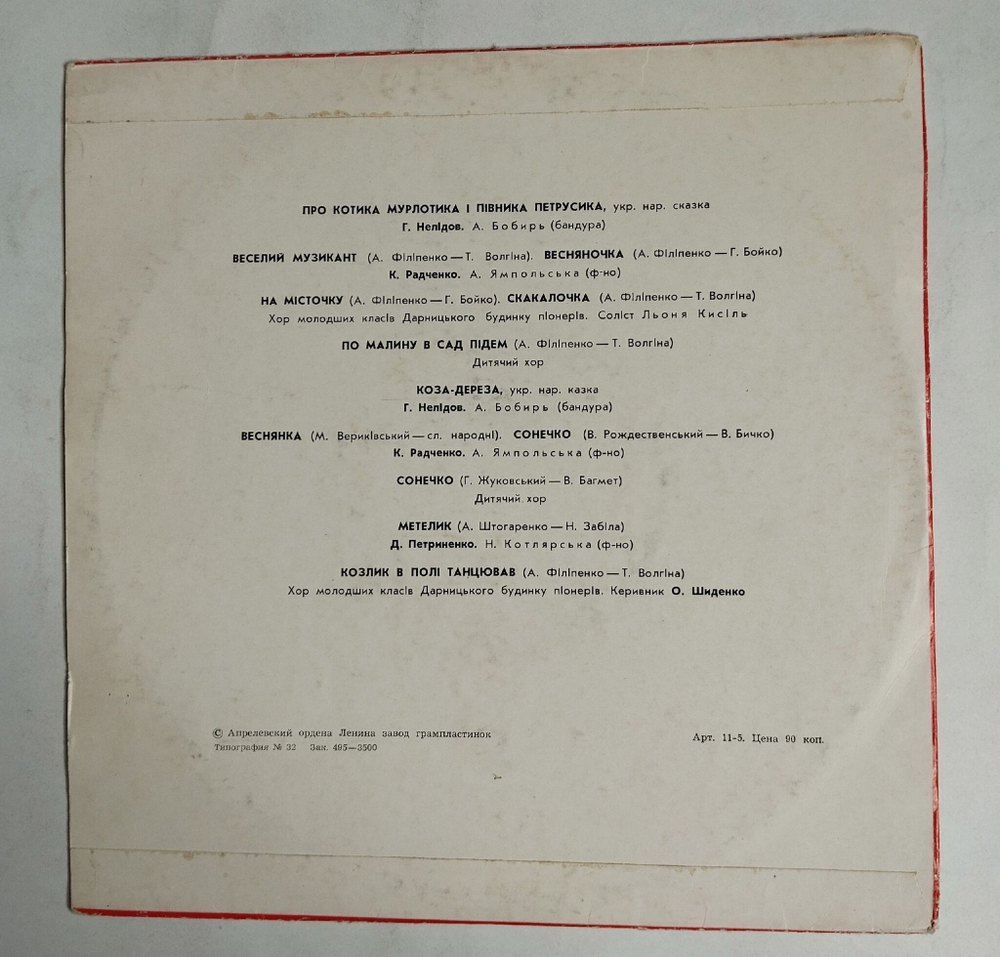 ПРО КОТИКА МУРЛОТИКА І ПІВНИКА ПЕТРУСИКА, укр. нар. сказка
Г. Нелідов. А. Бобирь (бандура)
ВЕСЕЛИЙ МУЗИКАНТ (А. Філіпенко — Т. Волгіна). ВЕСНЯНОЧКА (А. Філіпенко — Г. Бойко)
К. Радченко. А. Ямпольська (ф-но)
НА МІСТОЧКУ (А. Філіпенко — Г. Бойко). СКАКАЛОЧКА (А. Філіпенко — Т. Волгіна)
Хор молодших класів Дарницького будинку піонерів. Соліст Льоня Кисіль
ПО МАЛИНУ В САД ПІДЕМ (А. Філіпенко — Т. Волгіна)
Дитячий хор
КОЗА-ДЕРЕЗА, укр. нар. казка
Г. Нелідов. А. Бобирь (бандура)
ВЕСНЯНКА (М. Вериківський — сл. народні). СОНЕЧКО (В. Рождественський — В. Бичко)
К. Радченко. А. Ямпольська (ф-но)
СОНЕЧКО (Г. Жуковський — В. Багмет)
Дитячий хор
МЕТЕЛИК (А. Штогаренко — Н. Забіла)
Д. Петриненко. Н. Котлярська (ф-но)
КОЗЛИК В ПОЛІ ТАНЦЮВАВ (А. Філіпенко — Т. Волгіна)
Хор молодших класів Дарницького будинку піонерів. Керивник О. Шиденко
© Апрелевский ордена Ленина завод грампластинок
Типография № 32 Зак. 495—3500
Арт. 11-5. Цена 90 коп.